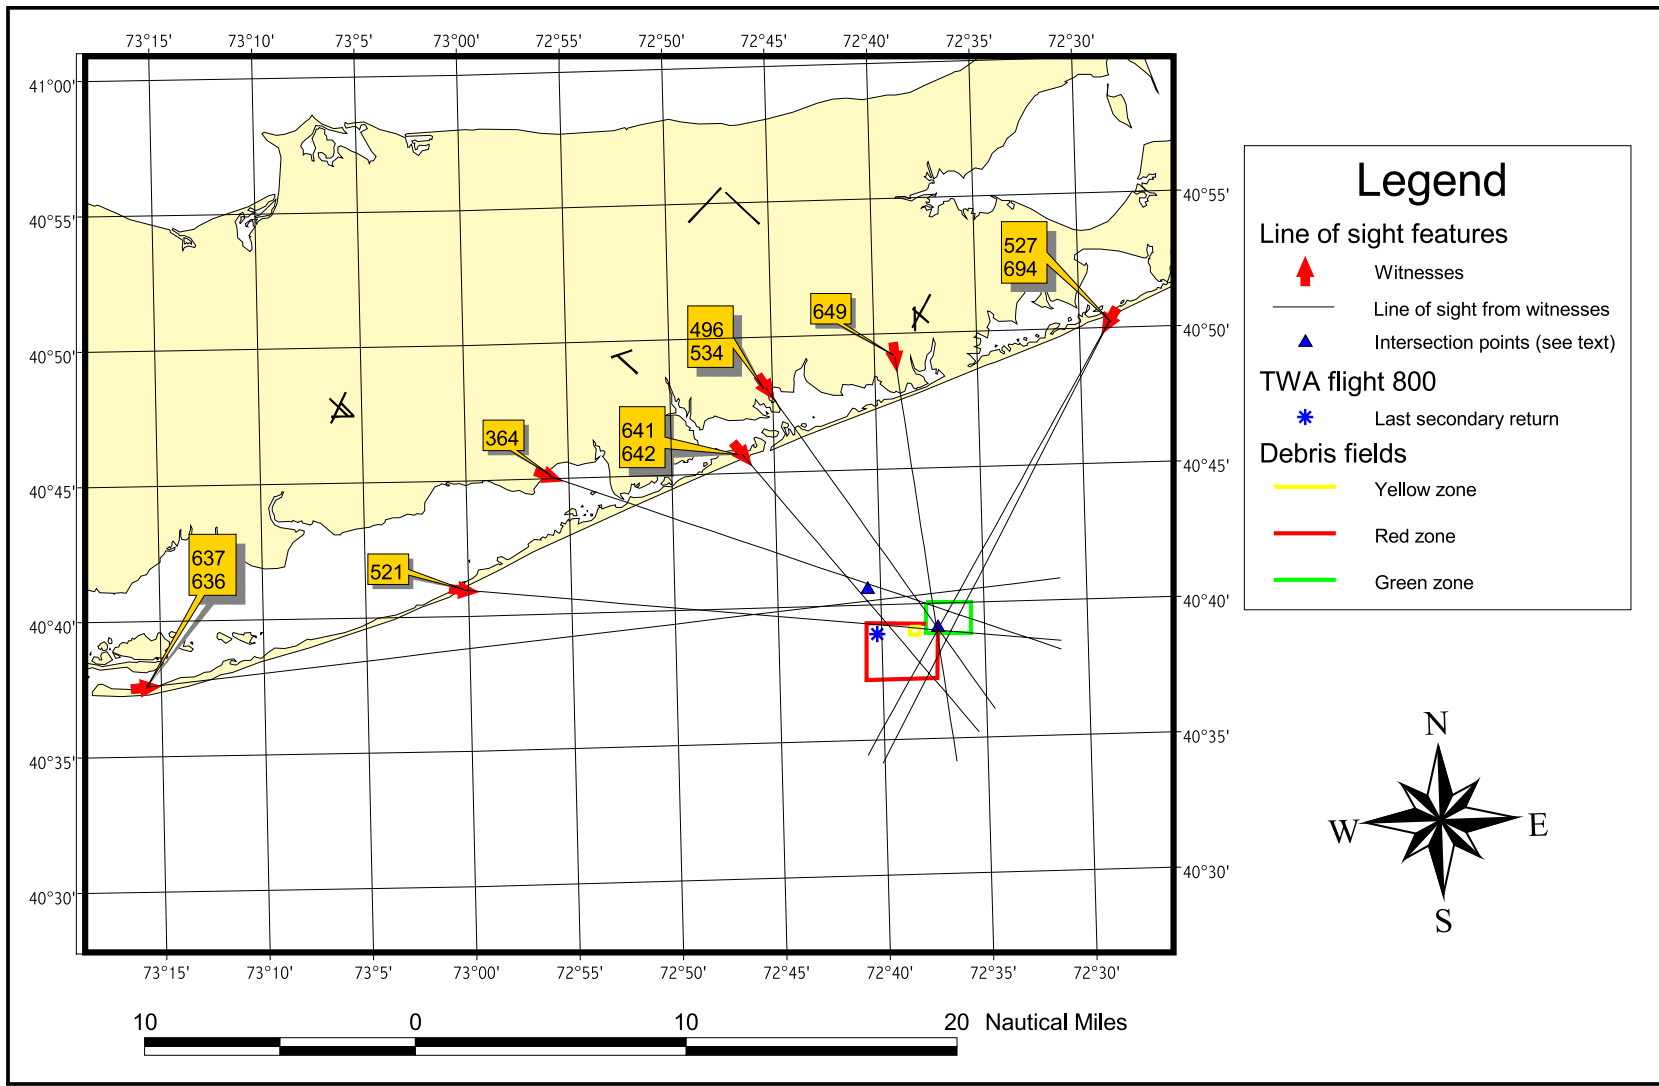 73°15' 73°10' 73°5' 73°00' 72°55' 72°50' 72°45' 72°40' 72°35' 72°30'
41°00'
40°55'
40°50'
40°45'
40°40'
40°35'
40°30'
527
694
649
496
534
641
642
364
521
637
636
40°55'
40°50'
40°45'
40°40'
40°35'
40°30'
73°15' 73°10' 73°5' 73°00' 72°55' 72°50' 72°45' 72°40' 72°35' 72°30'
10 0 10 20 Nautical Miles
Legend
Line of sight features
Witnesses
Line of sight from witnesses
Intersection points (see text)
TWA flight 800
Last secondary return
Debris fields
Yellow zone
Red zone
Green zone
N
W E
S